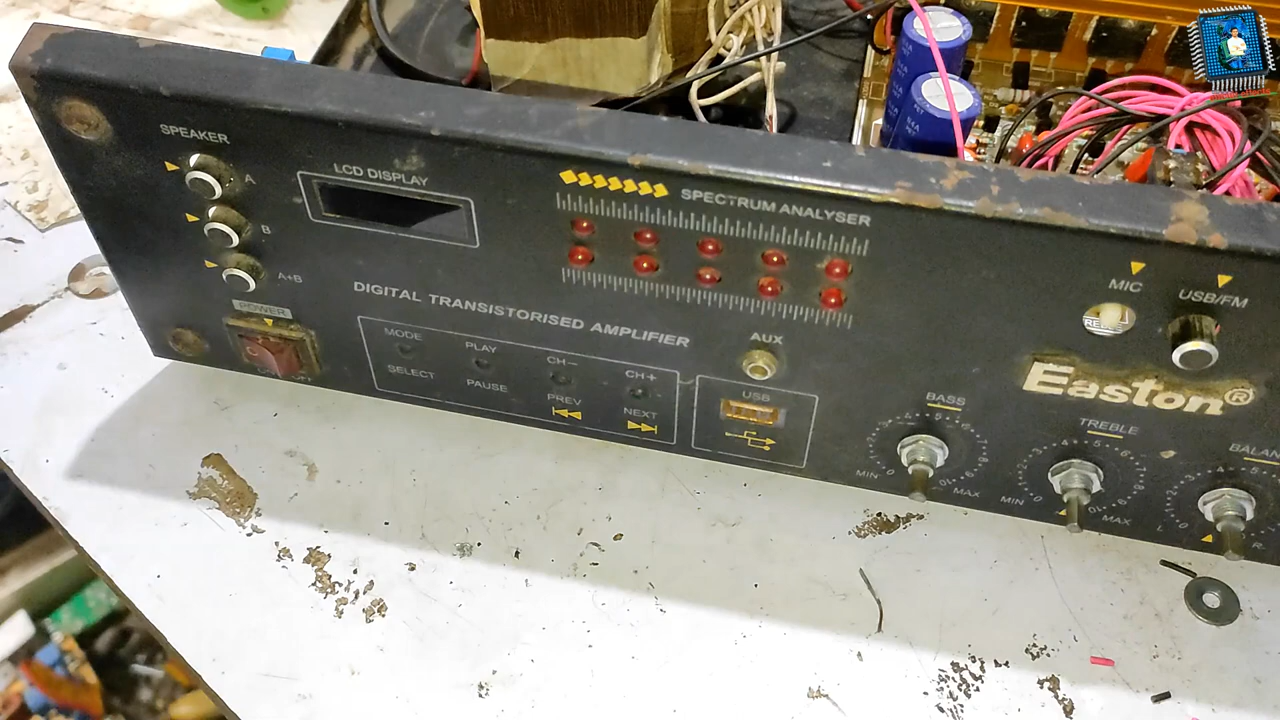 SPEAKER
A
B
A+B
POWER
LCD DISPLAY
SPECTRUM ANALYSER
DIGITAL TRANSISTORISED AMPLIFIER
MODE
SELECT
PLAY
PAUSE
CH−
PREV
CH+
NEXT
AUX
USB
MIC
USB/FM
Easton®
BASS
MIN
MAX
TREBLE
MIN
MAX
BALAN
L
R